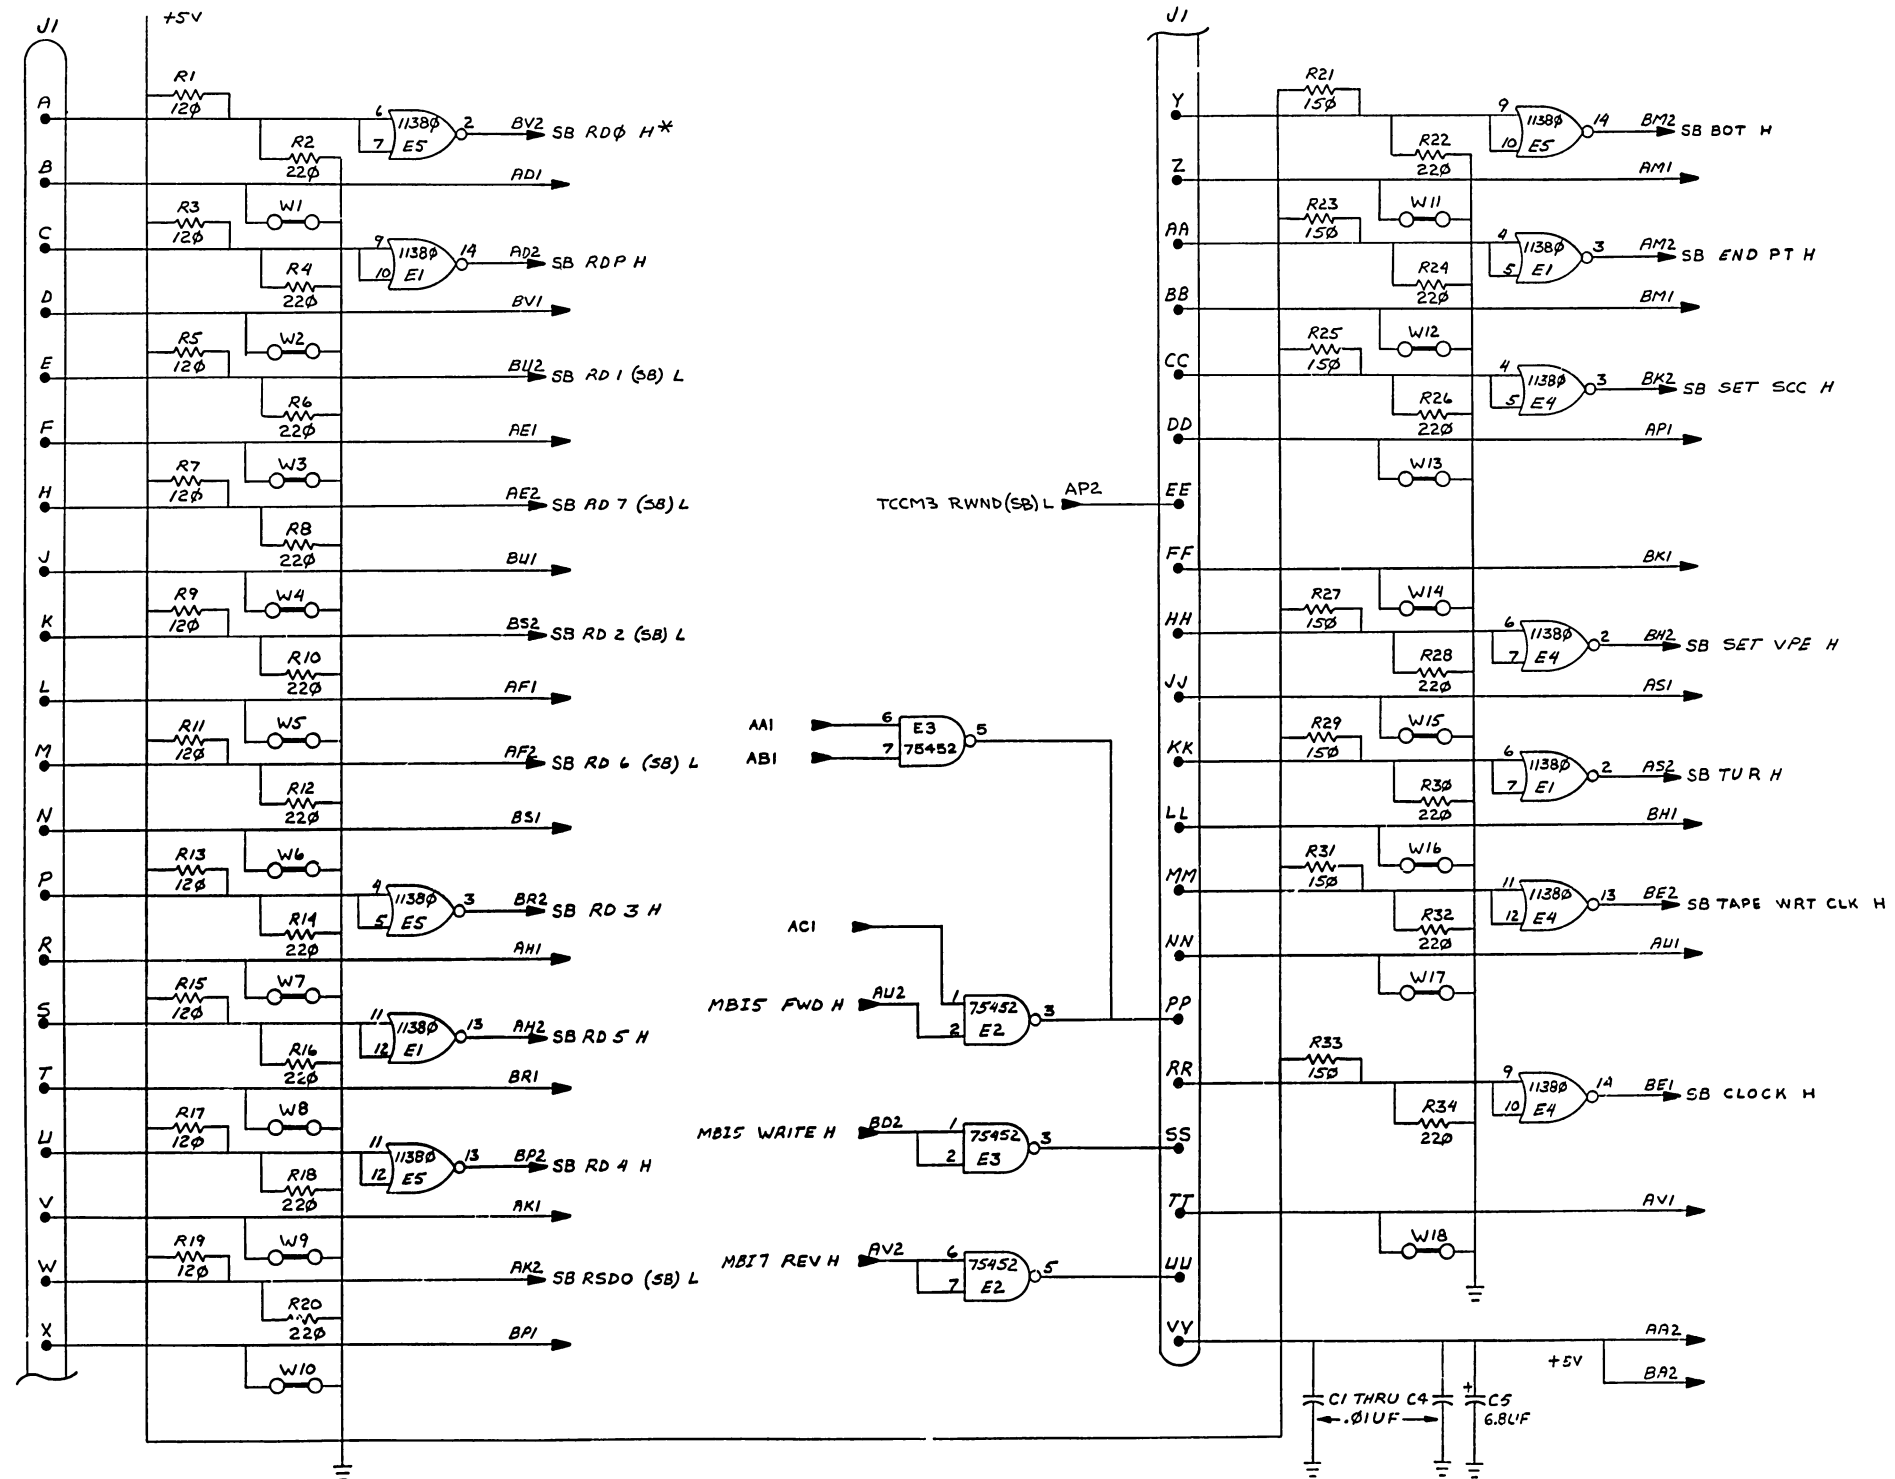 J1
+5V
A
R1
12Ø
6
7
1138Ø
E5
2
BV2
SB RDØ H*
R2
22Ø
B
AD1
W1
R3
12Ø
C
9
10
1138Ø
E1
14
AD2
SB RDP H
R4
22Ø
D
BV1
W2
R5
12Ø
E
BU2
SB RD 1 (SB) L
R6
22Ø
F
AE1
W3
R7
12Ø
H
AE2
SB RD 7 (SB) L
R8
22Ø
J
BU1
W4
R9
12Ø
K
BS2
SB RD 2 (SB) L
R10
22Ø
L
AF1
W5
R11
12Ø
M
AF2
SB RD 6 (SB) L
R12
22Ø
N
BS1
W6
R13
12Ø
P
4
5
1138Ø
E5
3
BR2
SB RD 3 H
R14
22Ø
R
AH1
W7
R15
12Ø
S
11
12
1138Ø
E1
13
AH2
SB RD 5 H
R16
22Ø
T
BR1
W8
R17
12Ø
U
11
12
1138Ø
E5
13
BP2
SB RD 4 H
R18
22Ø
V
AK1
W9
R19
12Ø
W
AK2
SB RSDO (SB) L
R20
22Ø
X
BP1
W10
TCCM3 RWND(SB) L
AP2
AA1
AB1
6
7
E3
75452
5
AC1
MBI5 FWD H
AU2
1
2
75452
E2
3
MBI5 WRITE H
BD2
1
2
75452
E3
3
MBI7 REV H
AV2
6
7
75452
E2
5
J1
Y
R21
15Ø
9
10
1138Ø
E5
14
BM2
SB BOT H
R22
22Ø
Z
AM1
W11
R23
15Ø
AA
4
5
1138Ø
E1
3
AM2
SB END PT H
R24
22Ø
BB
BM1
W12
R25
15Ø
CC
4
5
1138Ø
E4
3
BK2
SB SET SCC H
R26
22Ø
DD
AP1
W13
EE
FF
BK1
W14
R27
15Ø
HH
6
7
1138Ø
E4
2
BH2
SB SET VPE H
R28
22Ø
JJ
AS1
W15
R29
15Ø
KK
6
7
1138Ø
E1
2
AS2
SB TUR H
R3Ø
22Ø
LL
BH1
W16
R31
15Ø
MM
11
12
1138Ø
E4
13
BE2
SB TAPE WRT CLK H
R32
22Ø
NN
AU1
W17
PP
R33
15Ø
RR
9
10
1138Ø
E4
14
BE1
SB CLOCK H
R34
22Ø
SS
TT
AV1
W18
UU
VV
AA2
+5V
BA2
C1 THRU C4
.Ø1UF
+
C5
6.8UF